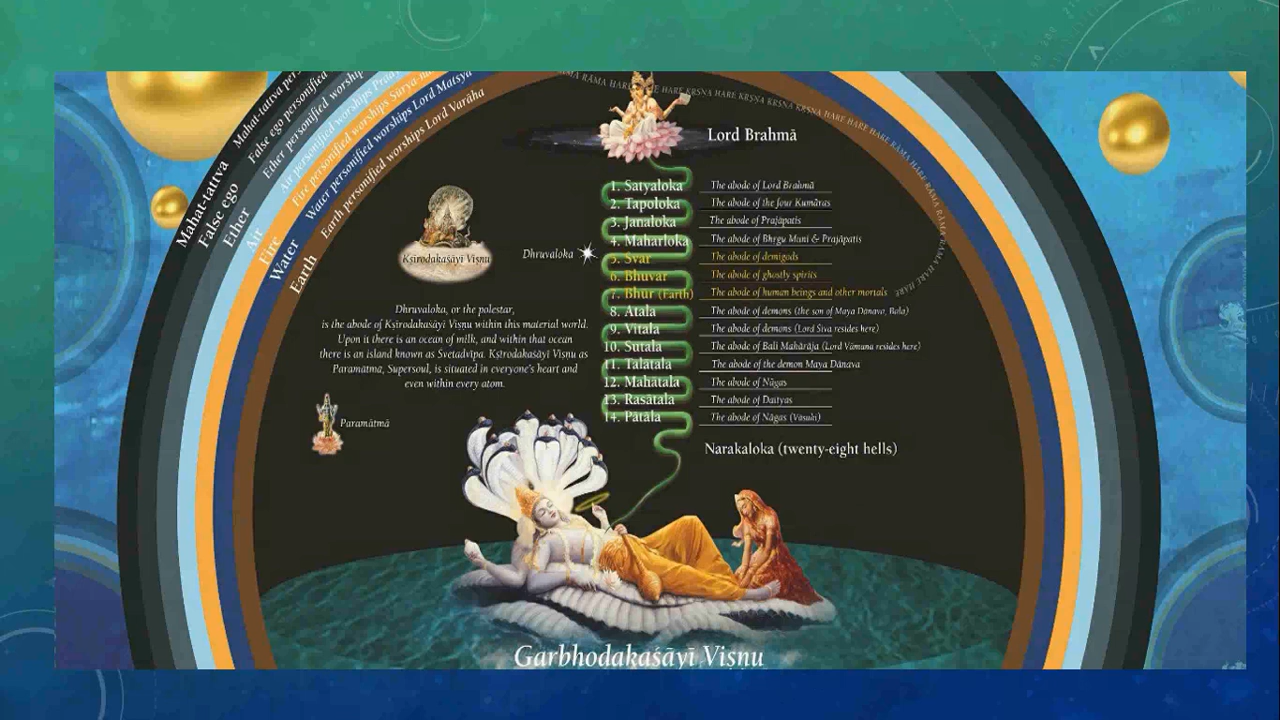 RĀMA RĀMA HARE KṚṢṆA HARE KṚṢṆA KṚṢṆA KṚṢṆA HARE HARE HARE RĀMA HARE RĀMA RĀMA RĀMA HARE HARE
Lord Brahmā
Mahat-tattva
False ego
Ether
Air
Fire
Water
Earth
Mahat-tattva
False ego personified
Ether personified worship
Air personified worships
Fire personified worships Sūrya
Water personified worships Lord Matsya
Earth personified worships Lord Varāha
1. Satyaloka The abode of Lord Brahmā
2. Tapoloka The abode of the four Kumāras
3. Janaloka The abode of Prajāpatis
4. Maharloka The abode of Bhṛgu Muni & Prajāpatis
Dhruvaloka
5. Svar The abode of demigods
6. Bhuvar The abode of ghostly spirits
7. Bhūr (Earth) The abode of human beings and other mortals
8. Atala The abode of demons (the son of Maya Dānava, Bala)
9. Vitala The abode of demons (Lord Śiva resides here)
10. Sutala The abode of Bali Mahārāja (Lord Vāmana resides here)
11. Talātala The abode of the demon Maya Dānava
12. Mahātala The abode of Nāgas
13. Rasātala The abode of Daityas
14. Pātāla The abode of Nāgas (Vāsuki)
Narakaloka (twenty-eight hells)
Kṣīrodakaśāyī Viṣṇu
Dhruvaloka, or the polestar,
is the abode of Kṣīrodakaśāyī Viṣṇu within this material world.
Upon it there is an ocean of milk, and within that ocean
there is an island known as Śvetadvīpa. Kṣīrodakaśāyī Viṣṇu as
Paramātmā, Supersoul, is situated in everyone's heart and
even within every atom.
Paramātmā
Garbhodakaśāyī Viṣṇu